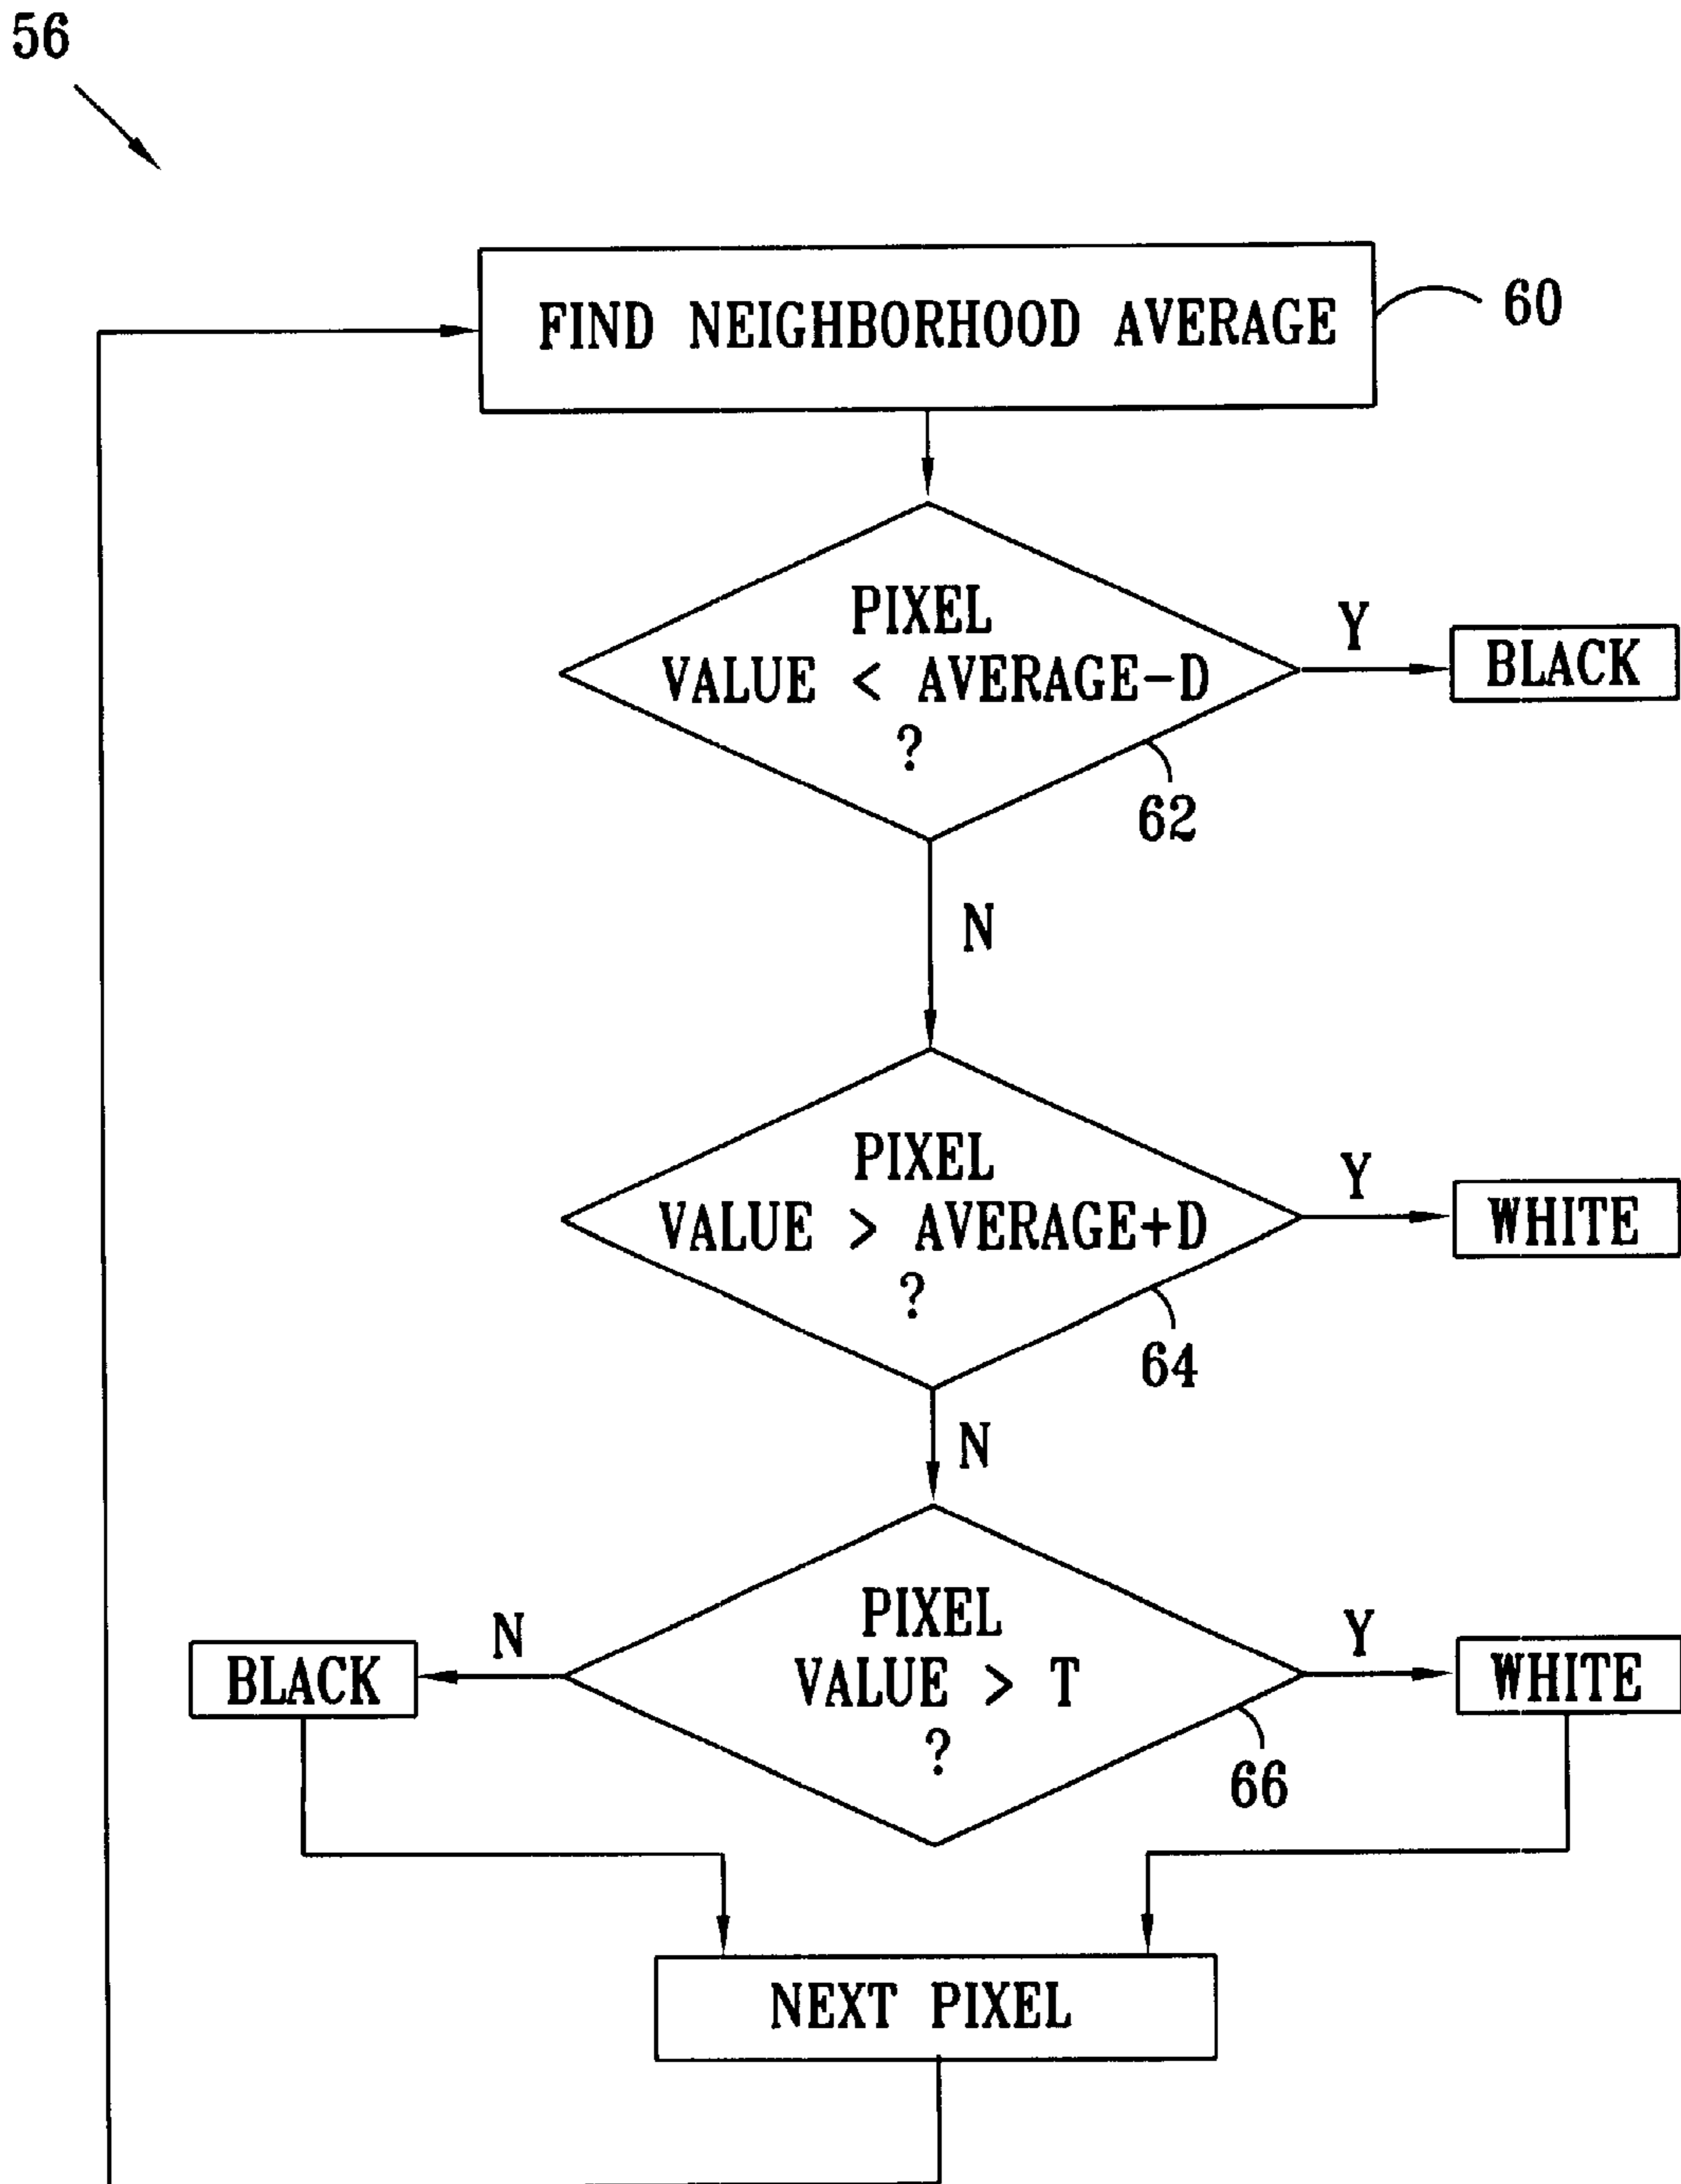 56
FIND NEIGHBORHOOD AVERAGE
60
PIXEL
VALUE < AVERAGE-D
?
Y
BLACK
62
N
PIXEL
VALUE > AVERAGE+D
?
Y
WHITE
64
N
PIXEL
VALUE > T
?
N
BLACK
Y
WHITE
66
NEXT PIXEL